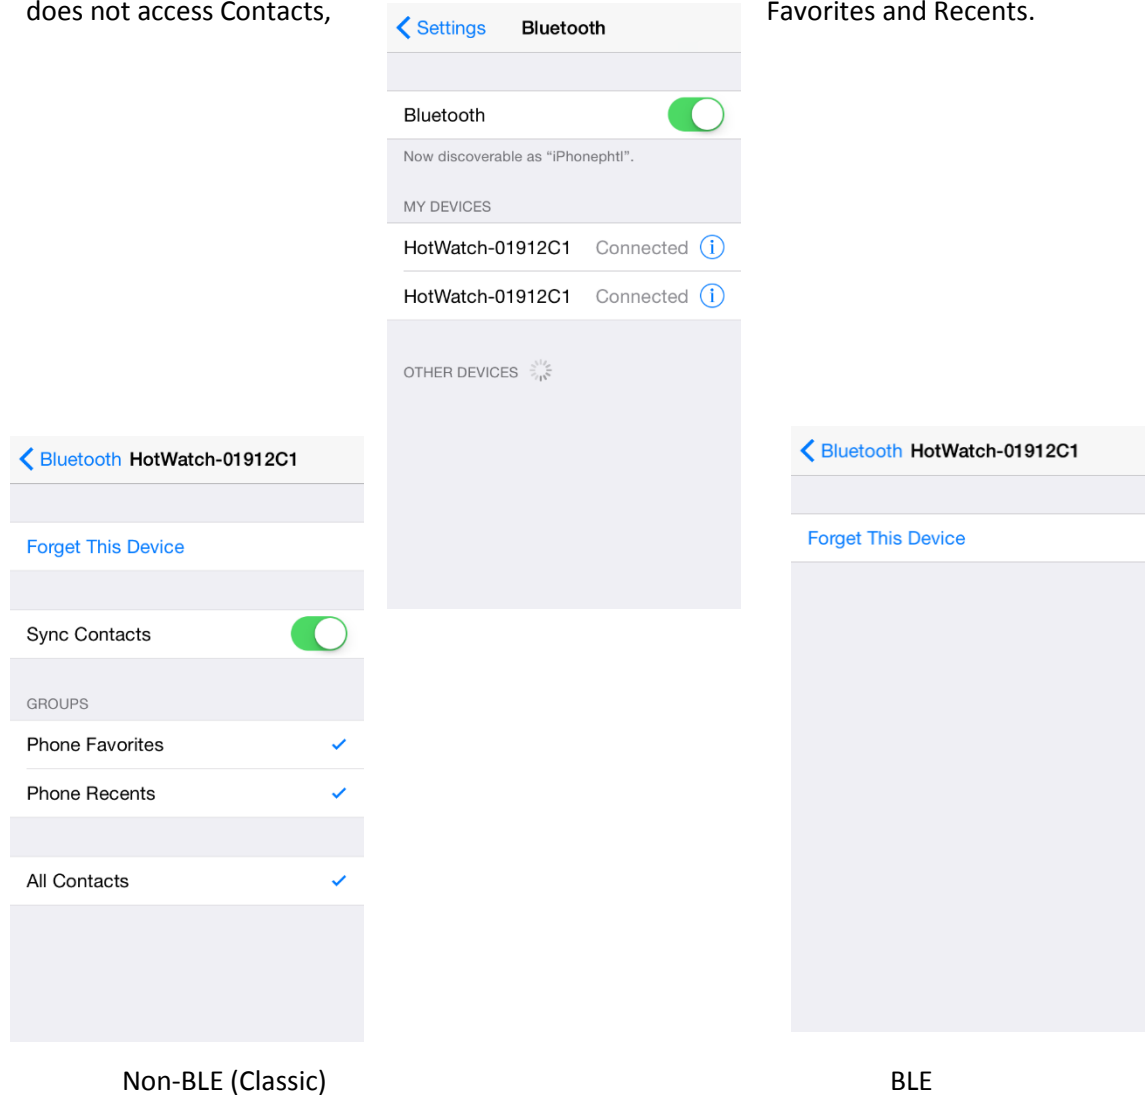 does not access Contacts, Favorites and Recents.
Settings Bluetooth
Bluetooth
Now discoverable as “iPhonephtl”.
MY DEVICES
HotWatch-01912C1 Connected
HotWatch-01912C1 Connected
OTHER DEVICES
Bluetooth HotWatch-01912C1
Forget This Device
Sync Contacts
GROUPS
Phone Favorites
Phone Recents
All Contacts
Bluetooth HotWatch-01912C1
Forget This Device
Non-BLE (Classic)
BLE